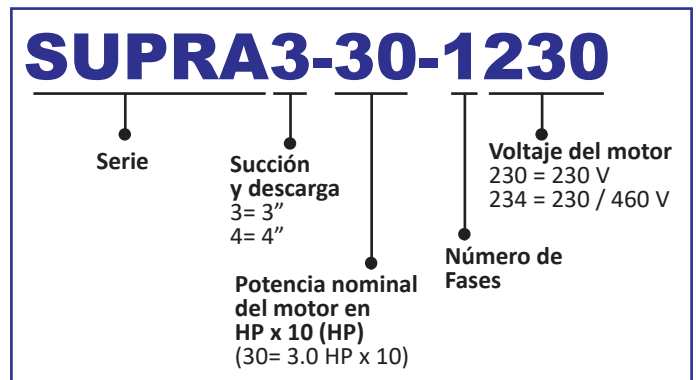 SUPRA3-30-1230
Serie
Succión
y descarga
3= 3”
4= 4”
Potencia nominal
del motor en
HP x 10 (HP)
(30= 3.0 HP x 10)
Número de
Fases
Voltaje del motor
230 = 230 V
234 = 230 / 460 V